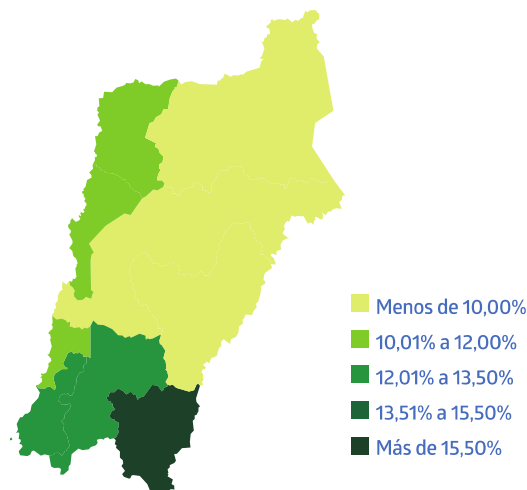 Menos de 10,00%
10,01% a 12,00%
12,01% a 13,50%
13,51% a 15,50%
Más de 15,50%